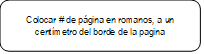 Colocar # de página en romanos, a un
centímetro del borde de la pagina